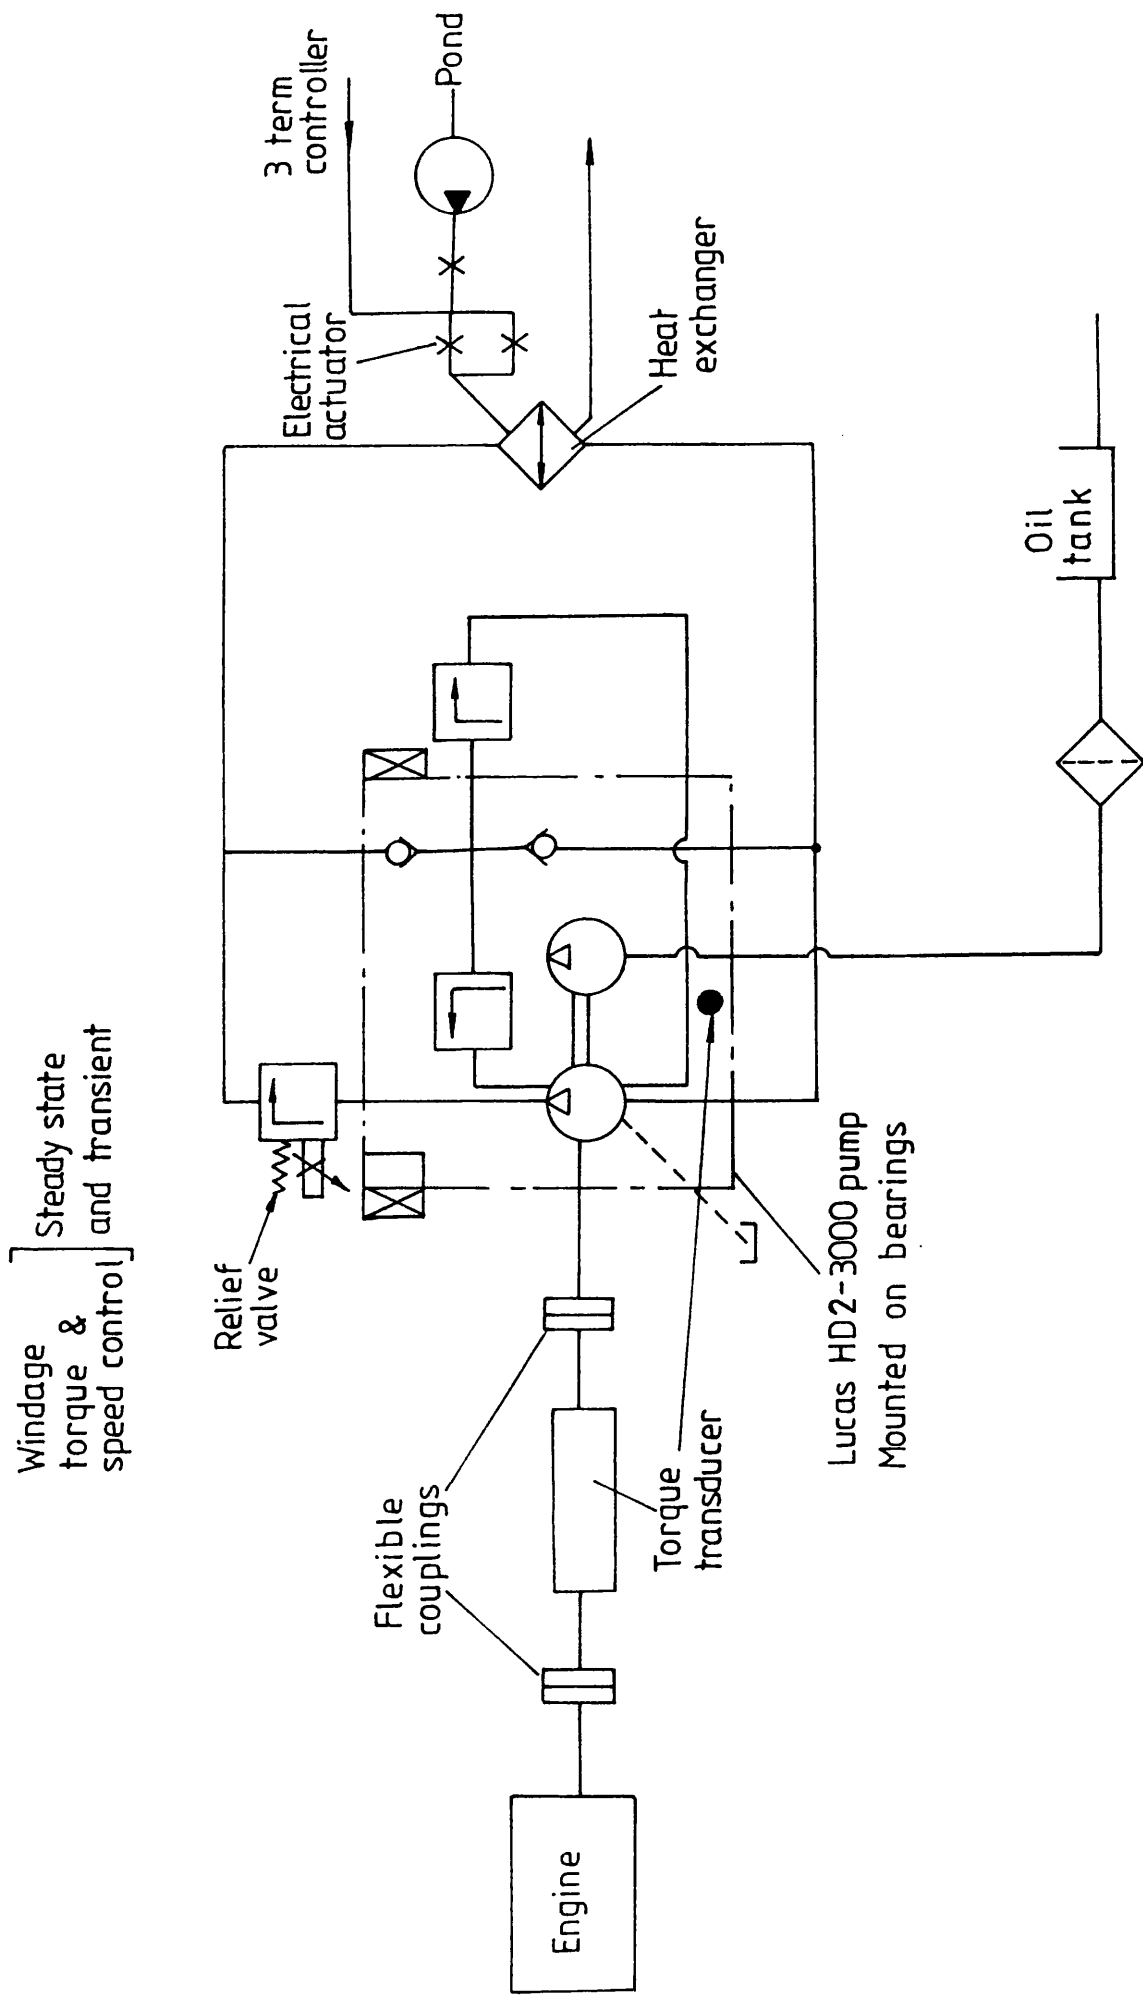 Windage
torque &
speed control
Steady state
and transient
Relief
valve
Flexible
couplings
Engine
Torque
transducer
Lucas HD2-3000 pump
Mounted on bearings
3 term
controller
Electrical
actuator
Pond
Heat
exchanger
Oil
tank